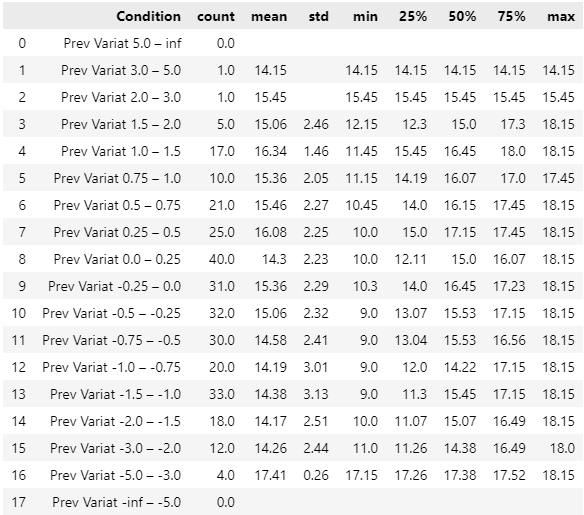 Condition count mean std min 25% 50% 75% max
0 Prev Variat 5.0 – inf 0.0
1 Prev Variat 3.0 – 5.0 1.0 14.15 14.15 14.15 14.15 14.15 14.15
2 Prev Variat 2.0 – 3.0 1.0 15.45 15.45 15.45 15.45 15.45 15.45
3 Prev Variat 1.5 – 2.0 5.0 15.06 2.46 12.15 12.3 15.0 17.3 18.15
4 Prev Variat 1.0 – 1.5 17.0 16.34 1.46 11.45 15.45 16.45 18.0 18.15
5 Prev Variat 0.75 – 1.0 10.0 15.36 2.05 11.15 14.19 16.07 17.0 17.45
6 Prev Variat 0.5 – 0.75 21.0 15.46 2.27 10.45 14.0 16.15 17.45 18.15
7 Prev Variat 0.25 – 0.5 25.0 16.08 2.25 10.0 15.0 17.15 17.45 18.15
8 Prev Variat 0.0 – 0.25 40.0 14.3 2.23 10.0 12.11 15.0 16.07 18.15
9 Prev Variat -0.25 – 0.0 31.0 15.36 2.29 10.3 14.0 16.45 17.23 18.15
10 Prev Variat -0.5 – -0.25 32.0 15.06 2.32 9.0 13.07 15.53 17.15 18.15
11 Prev Variat -0.75 – -0.5 30.0 14.58 2.41 9.0 13.04 15.53 16.56 18.15
12 Prev Variat -1.0 – -0.75 20.0 14.19 3.01 9.0 12.0 14.22 17.15 18.15
13 Prev Variat -1.5 – -1.0 33.0 14.38 3.13 9.0 11.3 15.45 17.15 18.15
14 Prev Variat -2.0 – -1.5 18.0 14.17 2.51 10.0 11.07 15.07 16.49 18.15
15 Prev Variat -3.0 – -2.0 12.0 14.26 2.44 11.0 11.26 14.38 16.49 18.0
16 Prev Variat -5.0 – -3.0 4.0 17.41 0.26 17.15 17.26 17.38 17.52 18.15
17 Prev Variat -inf – -5.0 0.0